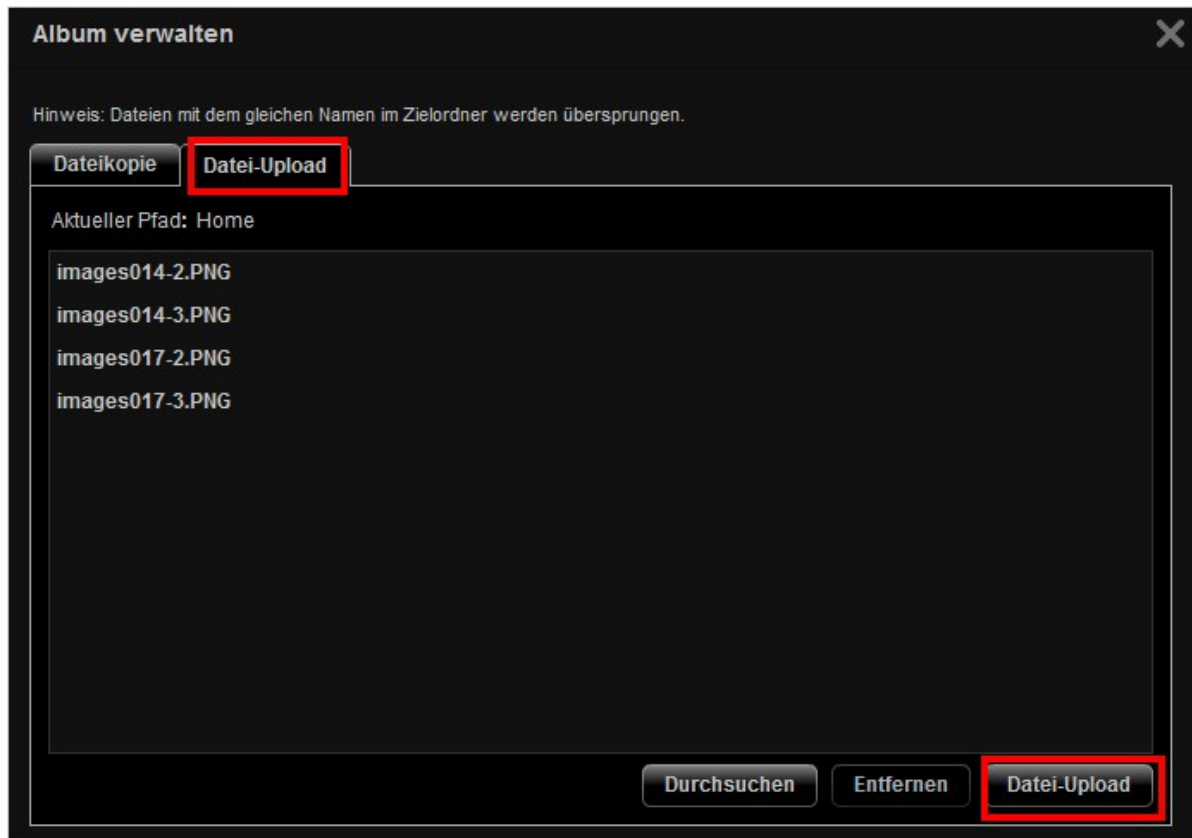 Album verwalten
Hinweis: Dateien mit dem gleichen Namen im Zielordner werden übersprungen.
Dateikopie Datei-Upload
Aktueller Pfad: Home
images014-2.PNG
images014-3.PNG
images017-2.PNG
images017-3.PNG
Durchsuchen Entfernen Datei-Upload